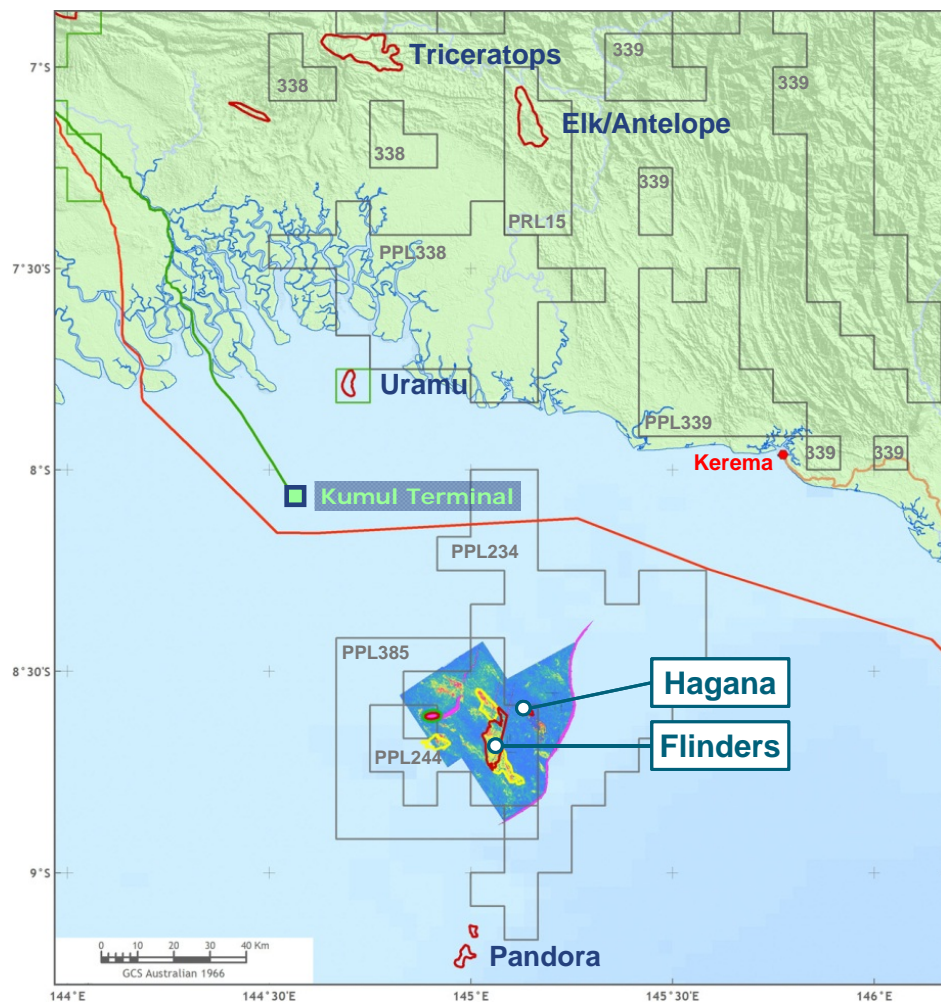 Triceratops
339
7°S
338
339
Elk/Antelope
338
339
PRL15
PPL338
7°30'S
Uramu
PPL339
8°S
Kerema
339
339
Kumul Terminal
PPL234
8°30'S
PPL385
Hagana
Flinders
PPL244
9°S
Pandora
0 10 20 30 40 Km
GCS Australian 1966
144°E
144°30'E
145°E
145°30'E
146°E